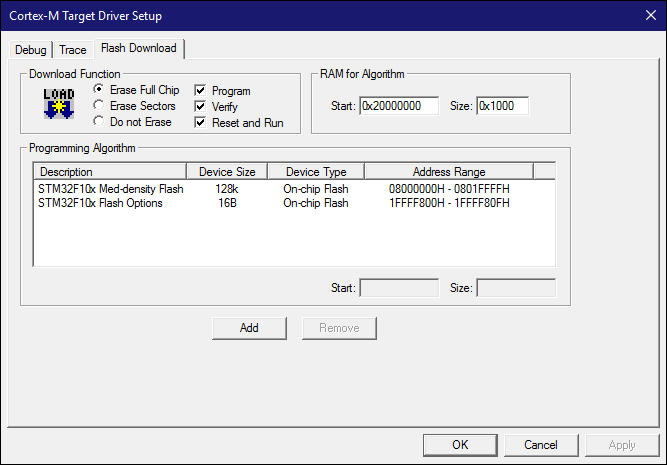 Cortex-M Target Driver Setup
Debug Trace Flash Download
Download Function
LOAD
Erase Full Chip
Erase Sectors
Do not Erase
Program
Verify
Reset and Run
RAM for Algorithm
Start: 0x20000000 Size: 0x1000
Programming Algorithm
Description Device Size Device Type Address Range
STM32F10x Med-density Flash 128k On-chip Flash 08000000H - 0801FFFFH
STM32F10x Flash Options 16B On-chip Flash 1FFFF800H - 1FFFF80FH
Start: Size:
Add Remove
OK Cancel Apply